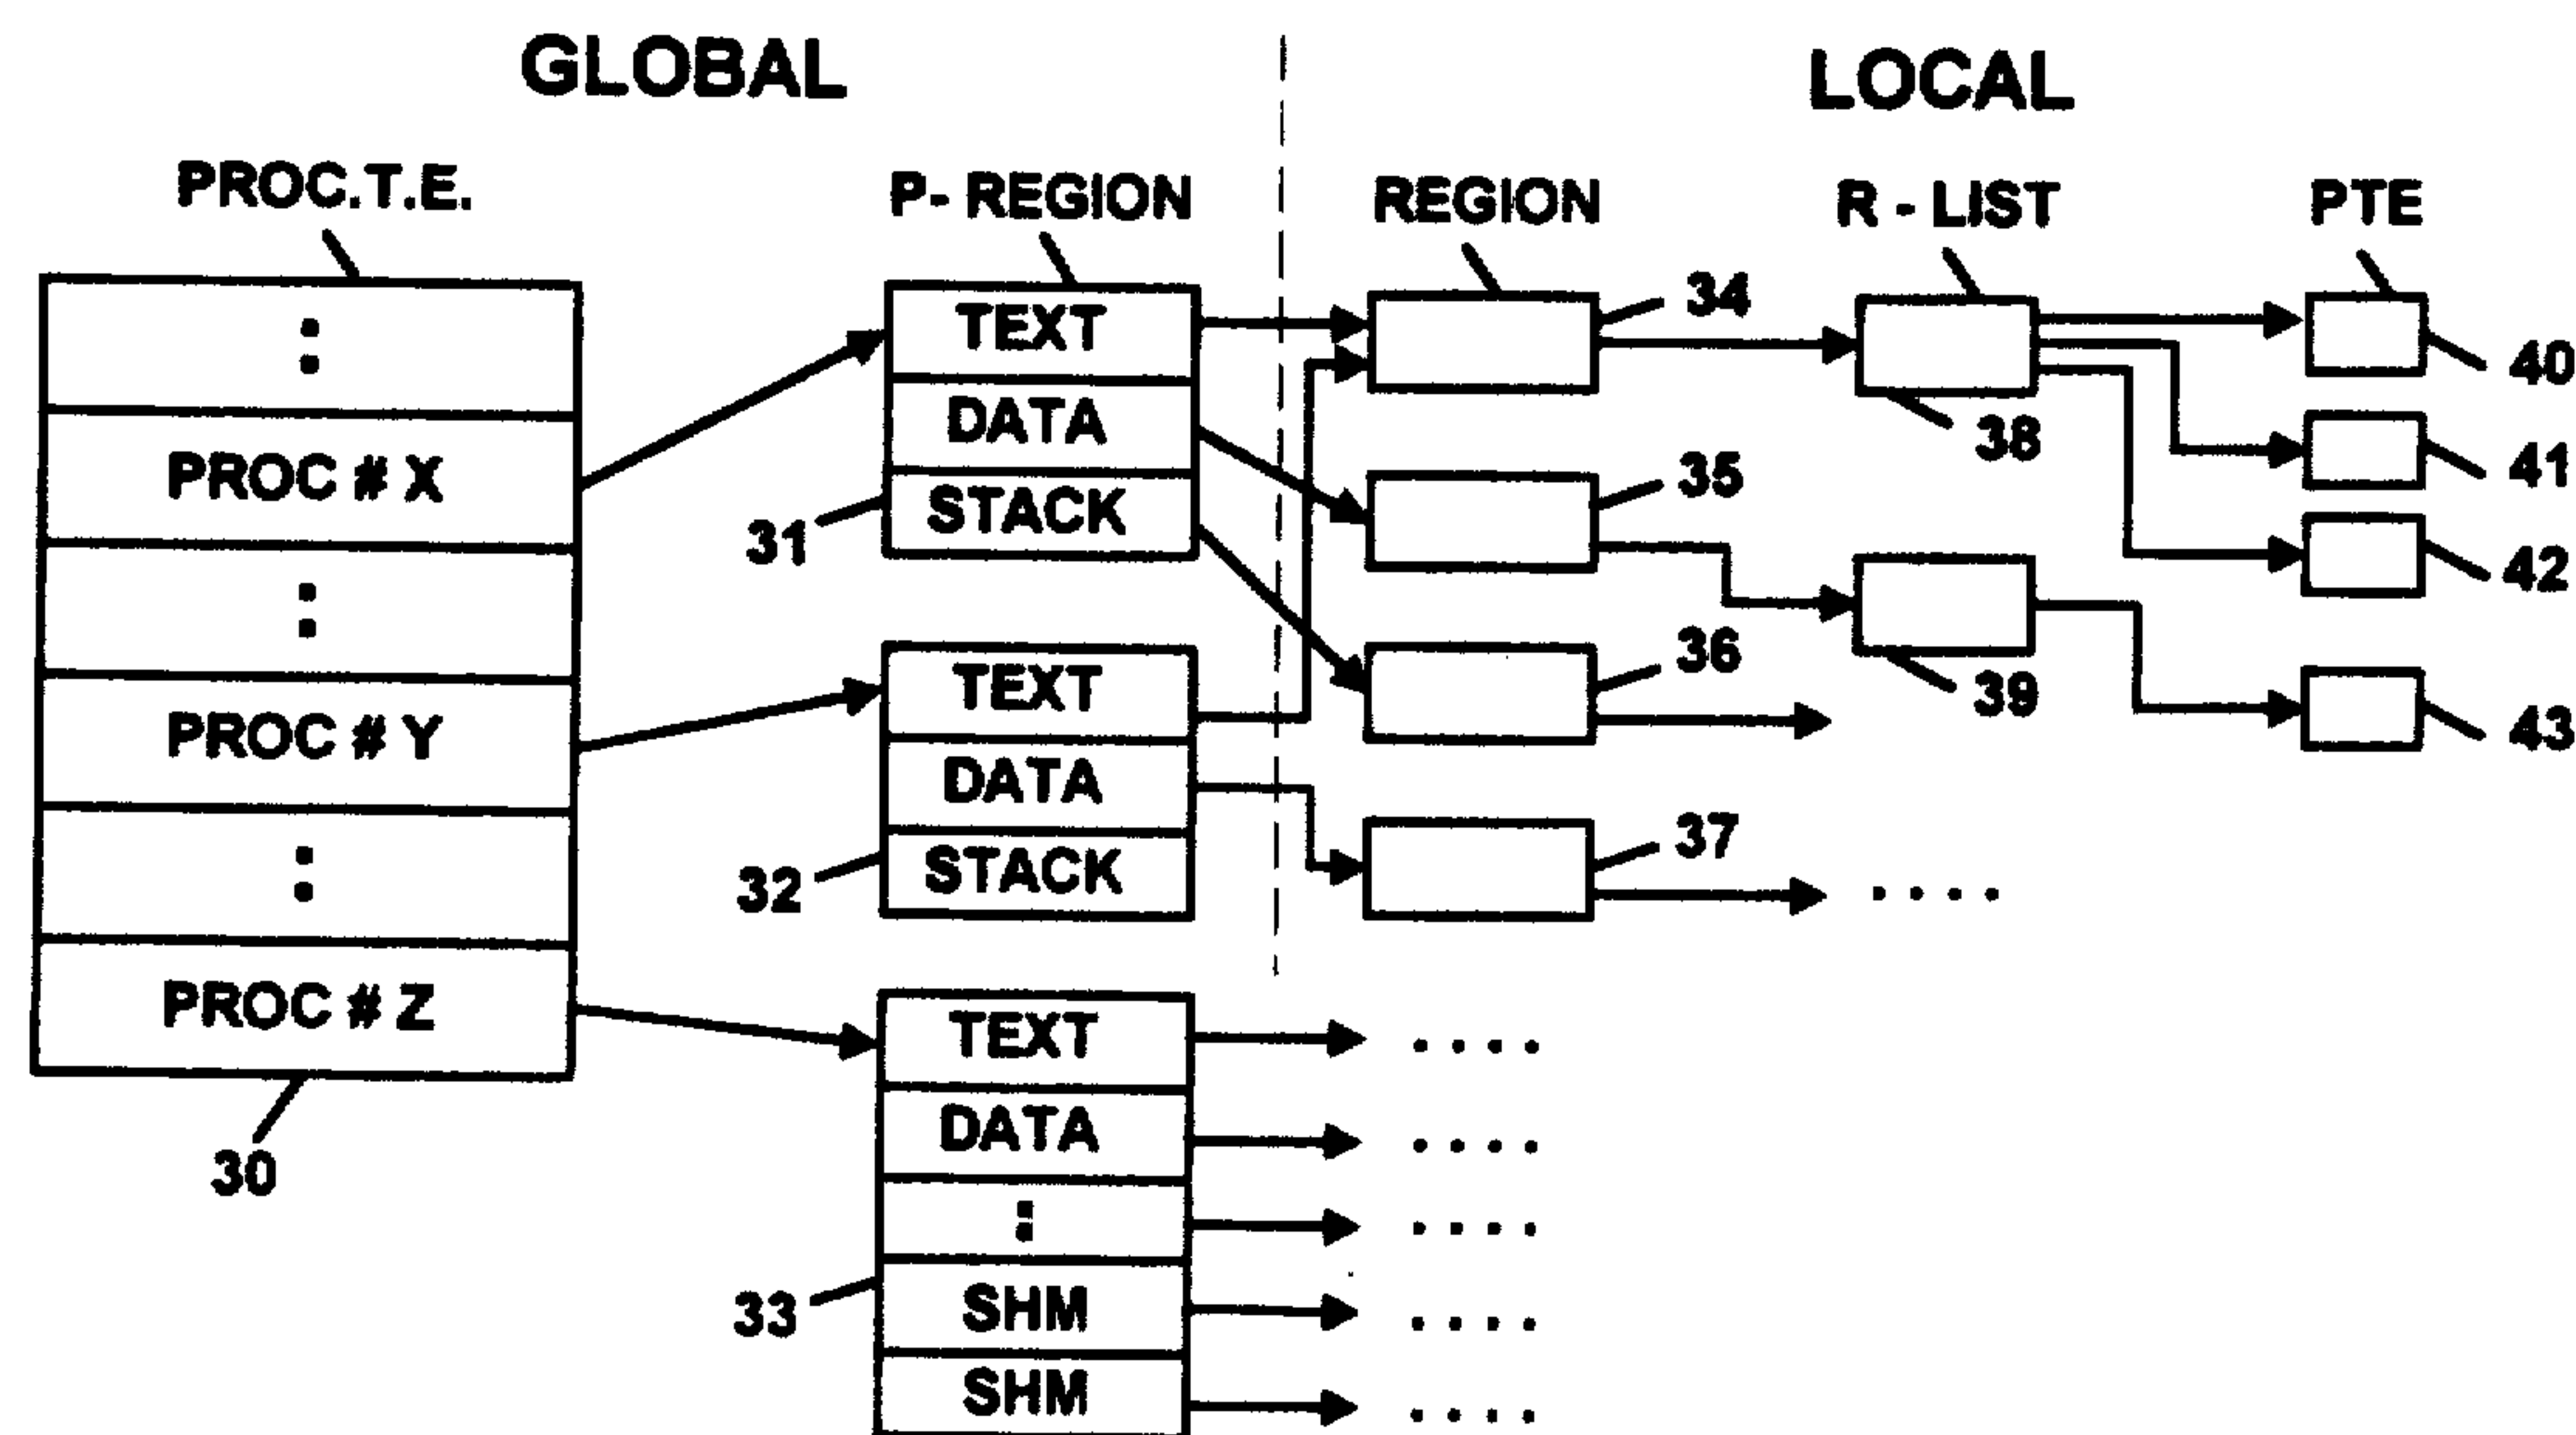 GLOBAL
LOCAL
PROC.T.E.
P- REGION
REGION
R - LIST
PTE
:
PROC # X
:
PROC # Y
:
PROC # Z
30
TEXT
DATA
STACK
31
TEXT
DATA
STACK
32
TEXT
DATA
:
SHM
SHM
33
34
35
36
37
38
39
40
41
42
43
. . . .
. . . .
. . . .
. . . .
. . . .
. . . .